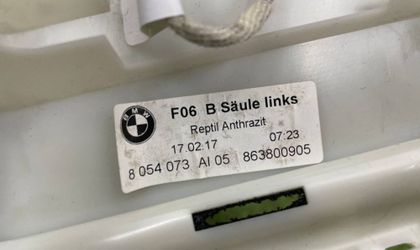 BMW
F06 B Säule links
Reptil Anthrazit
17.02.17 07:23
8 054 073 AI 05 863800905